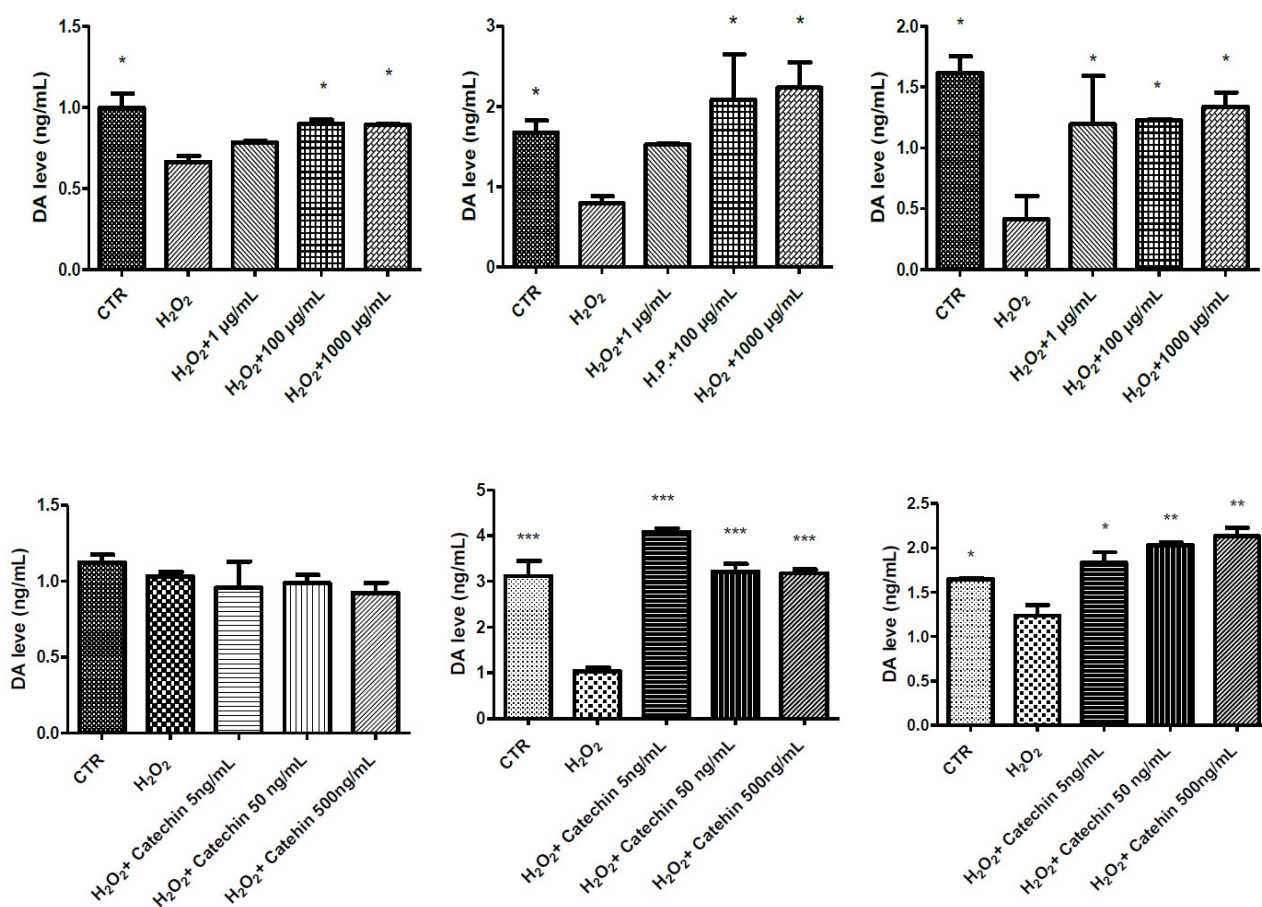 DA leve (ng/mL)
1.5
1.0
0.5
0.0
*
*
*
CTR
H₂O₂
H₂O₂+1 µg/mL
H₂O₂+100 µg/mL
H₂O₂+1000 µg/mL
DA level (ng/mL)
3
2
1
0
*
*
*
CTR
H₂O₂
H₂O₂+1 µg/mL
H.P.+100 µg/mL
H₂O₂ +1000 µg/mL
DA leve (ng/mL)
2.0
1.5
1.0
0.5
0.0
*
*
*
*
CTR
H₂O₂
H₂O₂+1 µg/mL
H₂O₂+100 µg/mL
H₂O₂+1000 µg/mL
DA leve (ng/mL)
1.5
1.0
0.5
0.0
CTR
H₂O₂
H₂O₂+ Catechin 5ng/mL
H₂O₂+ Catechin 50 ng/mL
H₂O₂+ Catehin 500ng/mL
DA leve (ng/mL)
5
4
3
2
1
0
***
***
***
***
CTR
H₂O₂
H₂O₂+ Catechin 5ng/mL
H₂O₂+ Catechin 50 ng/mL
H₂O₂+ Catehin 500ng/mL
DA leve (ng/mL)
2.5
2.0
1.5
1.0
0.5
0.0
*
*
**
**
CTR
H₂O₂
H₂O₂+ Catechin 5ng/mL
H₂O₂+ Catechin 50 ng/mL
H₂O₂+ Catehin 500ng/mL